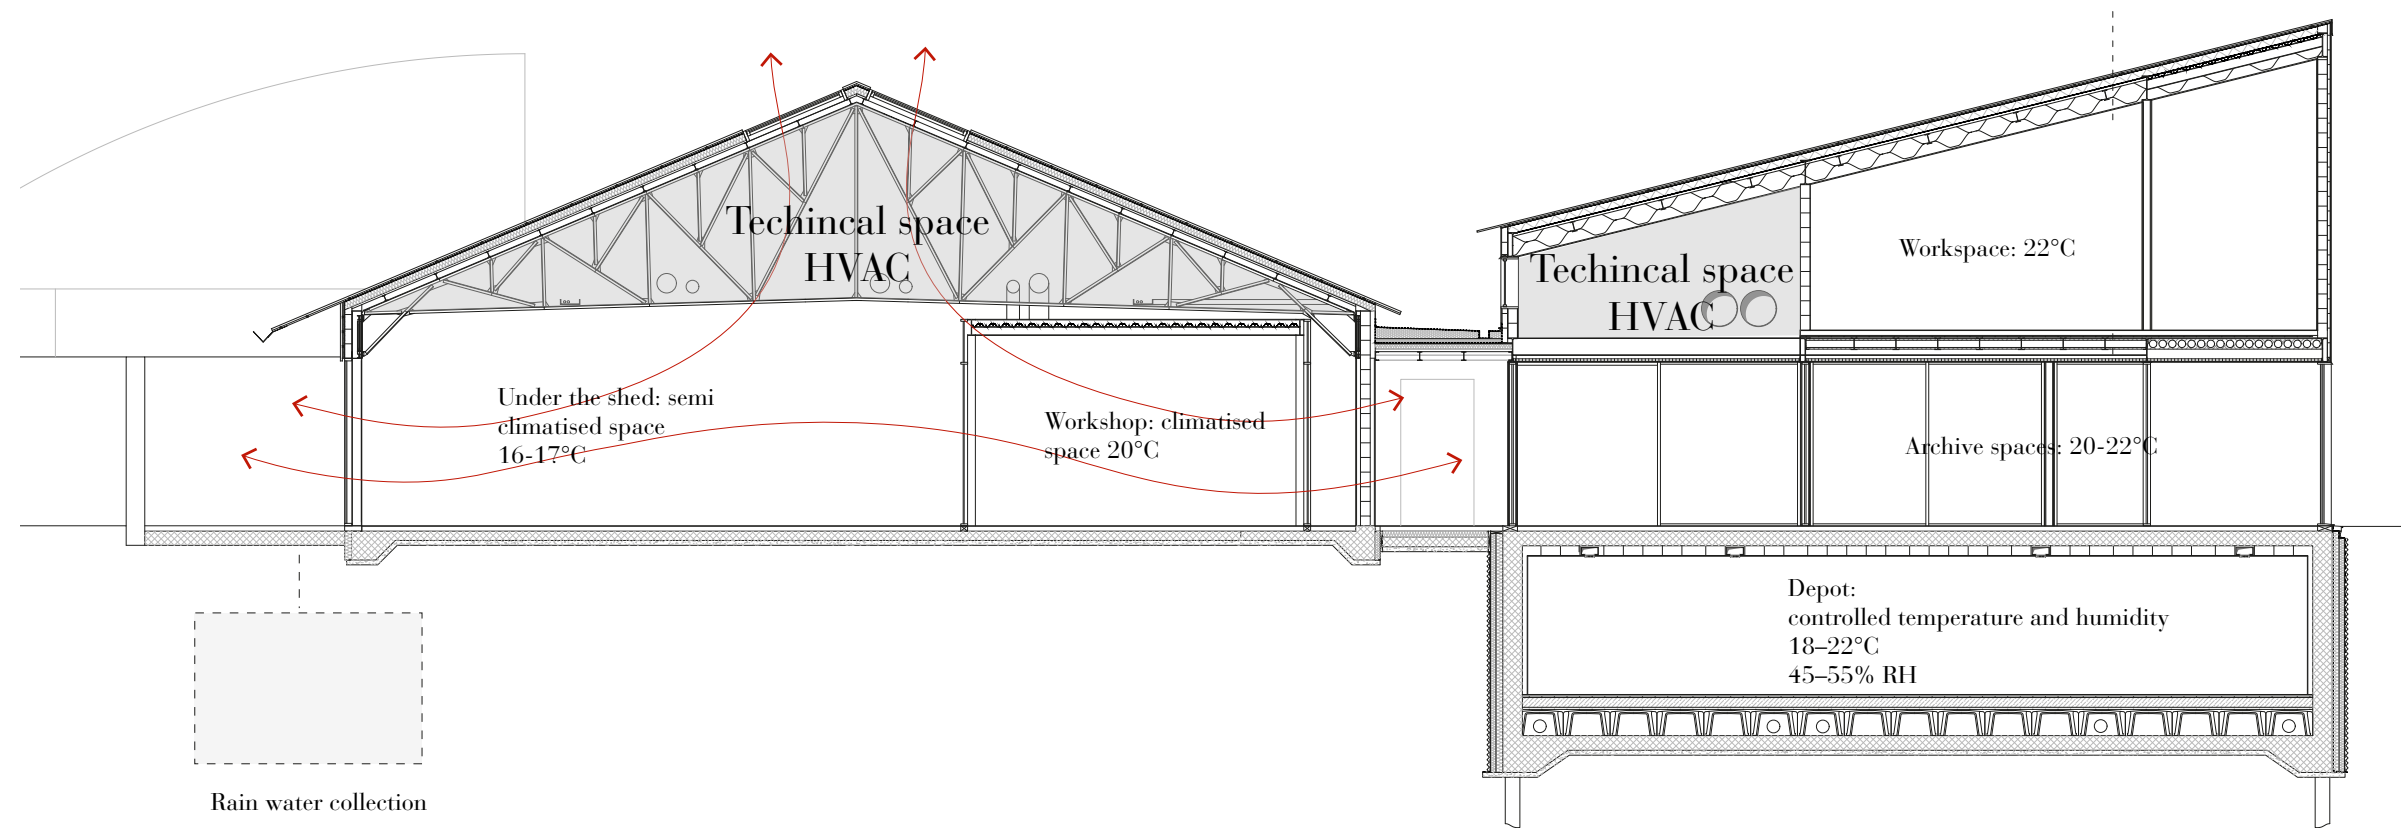 Techincal space
HVAC
Under the shed: semi
climatised space
16-17°C
Workshop: climatised
space 20°C
Techincal space
HVAC
Workspace: 22°C
Archive spaces: 20-22°C
Depot:
controlled temperature and humidity
18–22°C
45–55% RH
Rain water collection